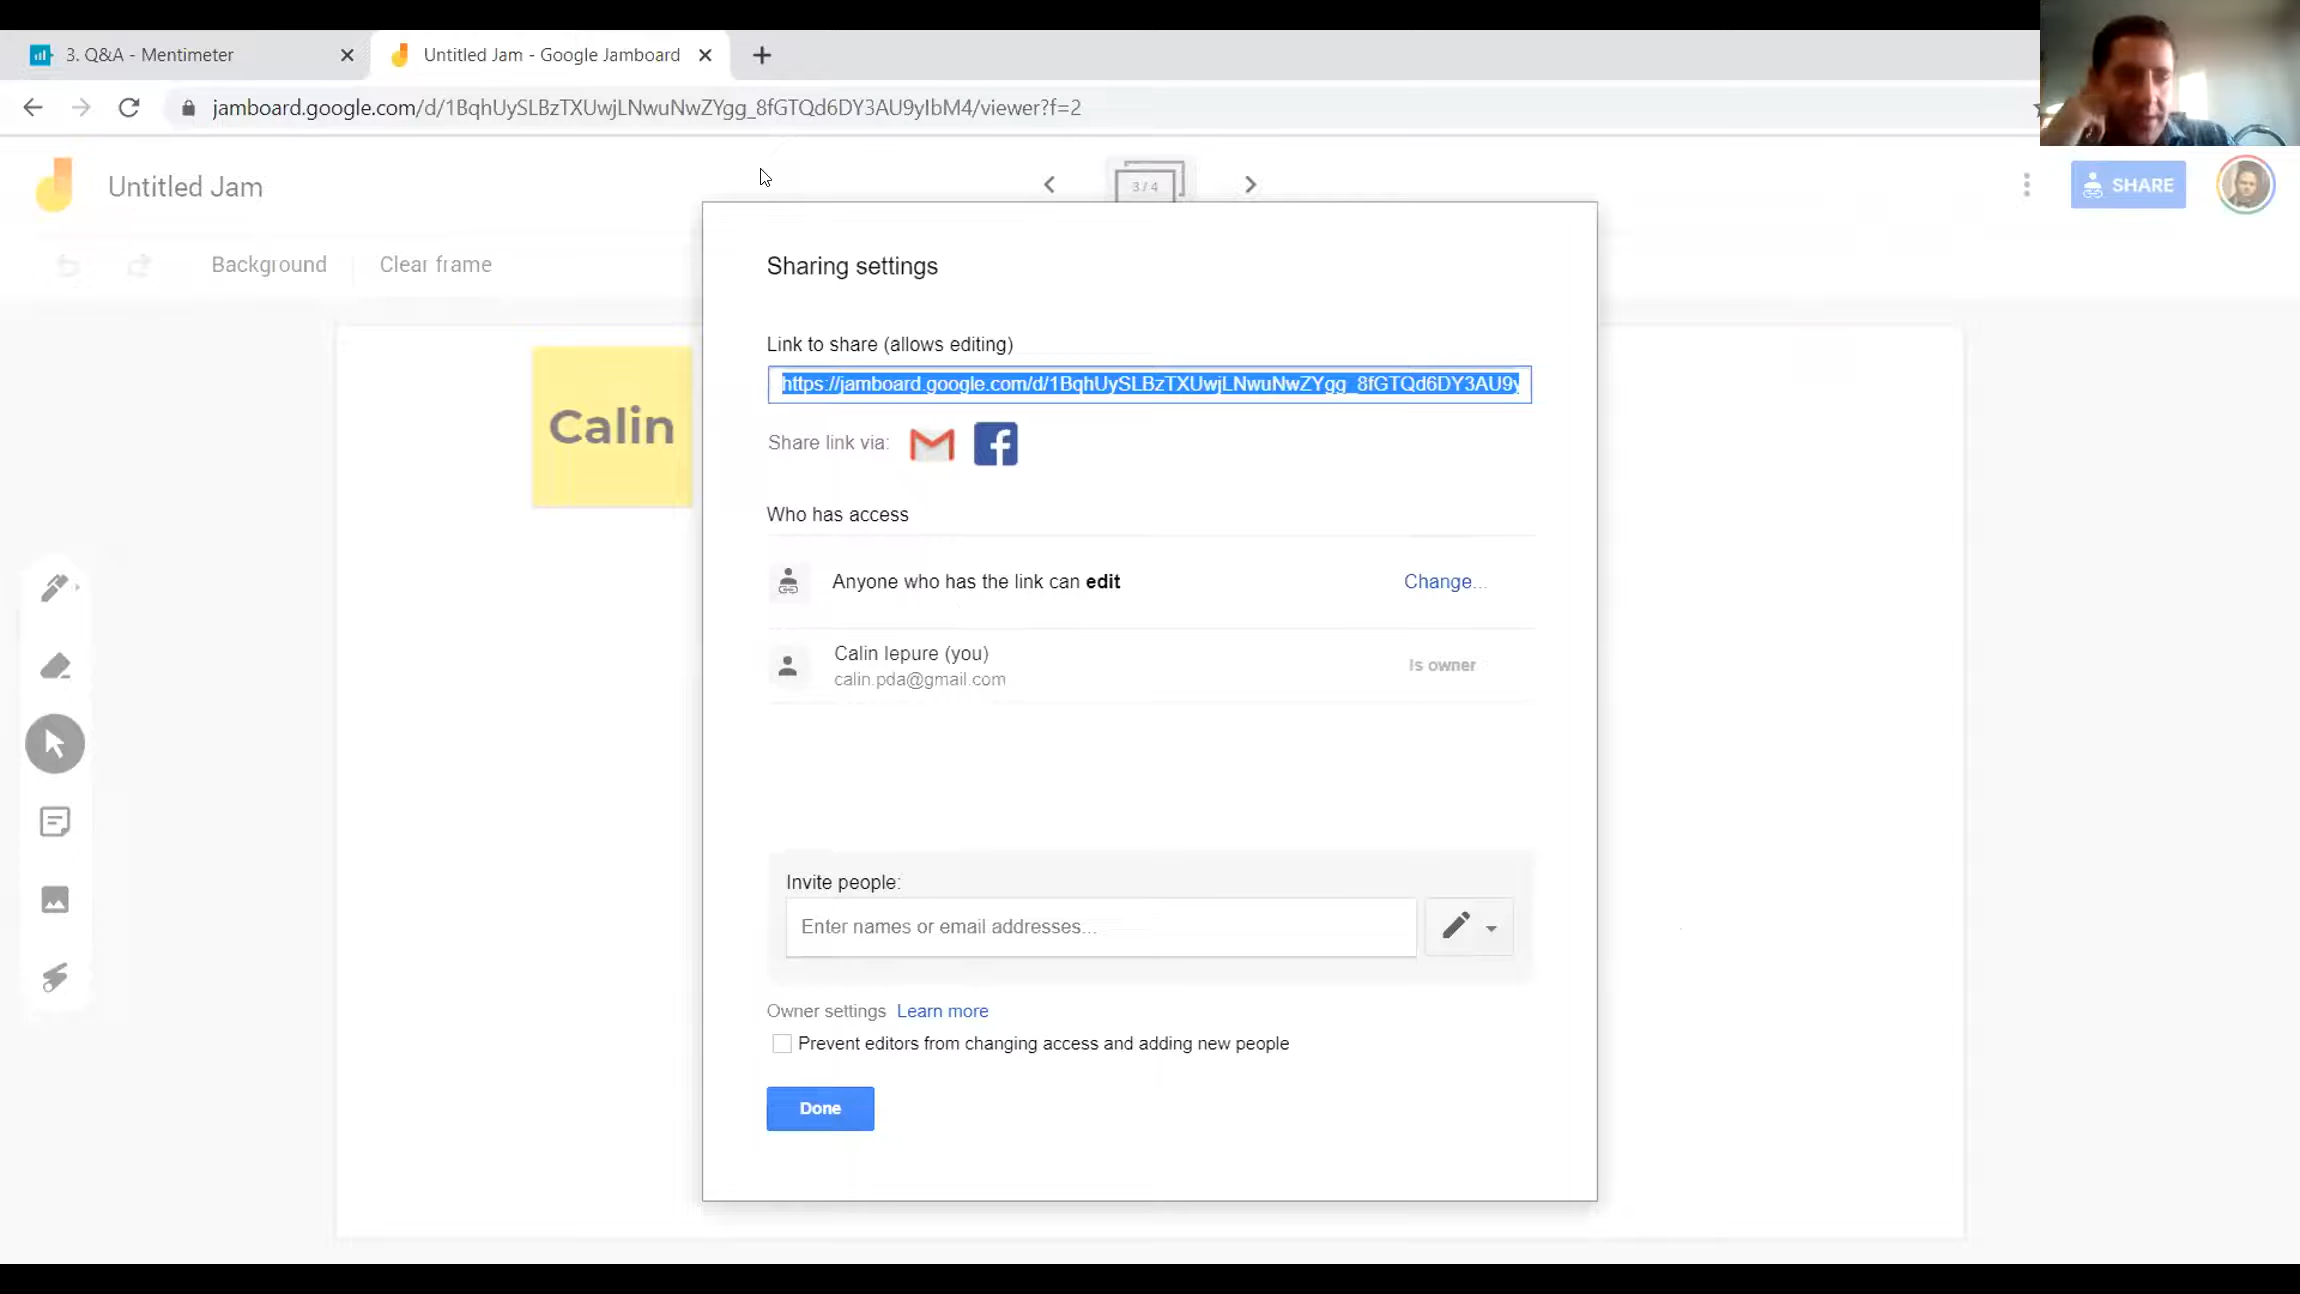 3. Q&A - Mentimeter
Untitled Jam - Google Jamboard
jamboard.google.com/d/1BqhUySLBzTXUwjLNwuNwZYgg_8fGTQd6DY3AU9yIbM4/viewer?f=2
Untitled Jam
3 / 4
SHARE
Background
Clear frame
Sharing settings
Link to share (allows editing)
https://jamboard.google.com/d/1BqhUySLBzTXUwjLNwuNwZYgg_8fGTQd6DY3AU9y
Calin
Share link via:
Who has access
Anyone who has the link can edit
Change...
Calin Iepure (you)
calin.pda@gmail.com
Is owner
Invite people:
Enter names or email addresses...
Owner settings Learn more
Prevent editors from changing access and adding new people
Done